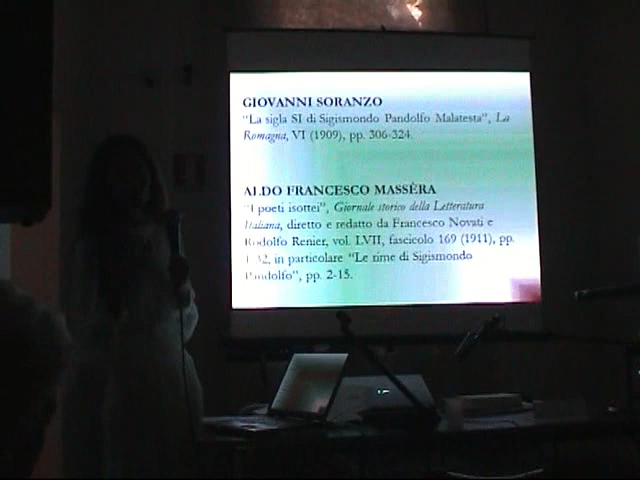 GIOVANNI SORANZO
"La sigla SI di Sigismondo Pandolfo Malatesta", La
Romagna, VI (1909), pp. 306-324.
ALDO FRANCESCO MASSÈRA
"I poeti isottei", Giornale storico della Letteratura
Italiana, diretto e redatto da Francesco Novati e
Rodolfo Renier, vol. LVII, fascicolo 169 (1911), pp.
1-32, in particolare "Le rime di Sigismondo
Pandolfo", pp. 2-15.